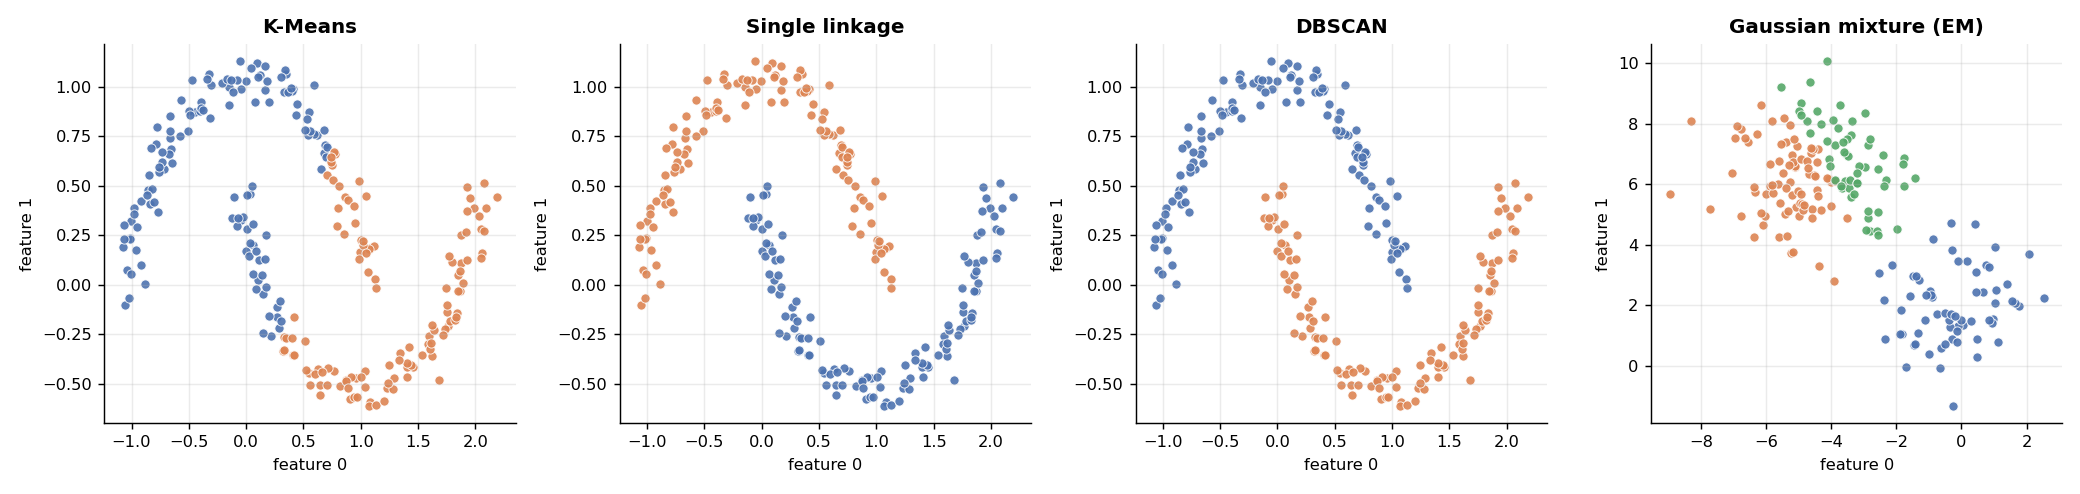 K-Means
1.00
0.75
0.50
0.25
0.00
−0.25
−0.50
feature 1
−1.0 −0.5 0.0 0.5 1.0 1.5 2.0
feature 0
Single linkage
1.00
0.75
0.50
0.25
0.00
−0.25
−0.50
feature 1
−1.0 −0.5 0.0 0.5 1.0 1.5 2.0
feature 0
DBSCAN
1.00
0.75
0.50
0.25
0.00
−0.25
−0.50
feature 1
−1.0 −0.5 0.0 0.5 1.0 1.5 2.0
feature 0
Gaussian mixture (EM)
10
8
6
4
2
0
feature 1
−8 −6 −4 −2 0 2
feature 0